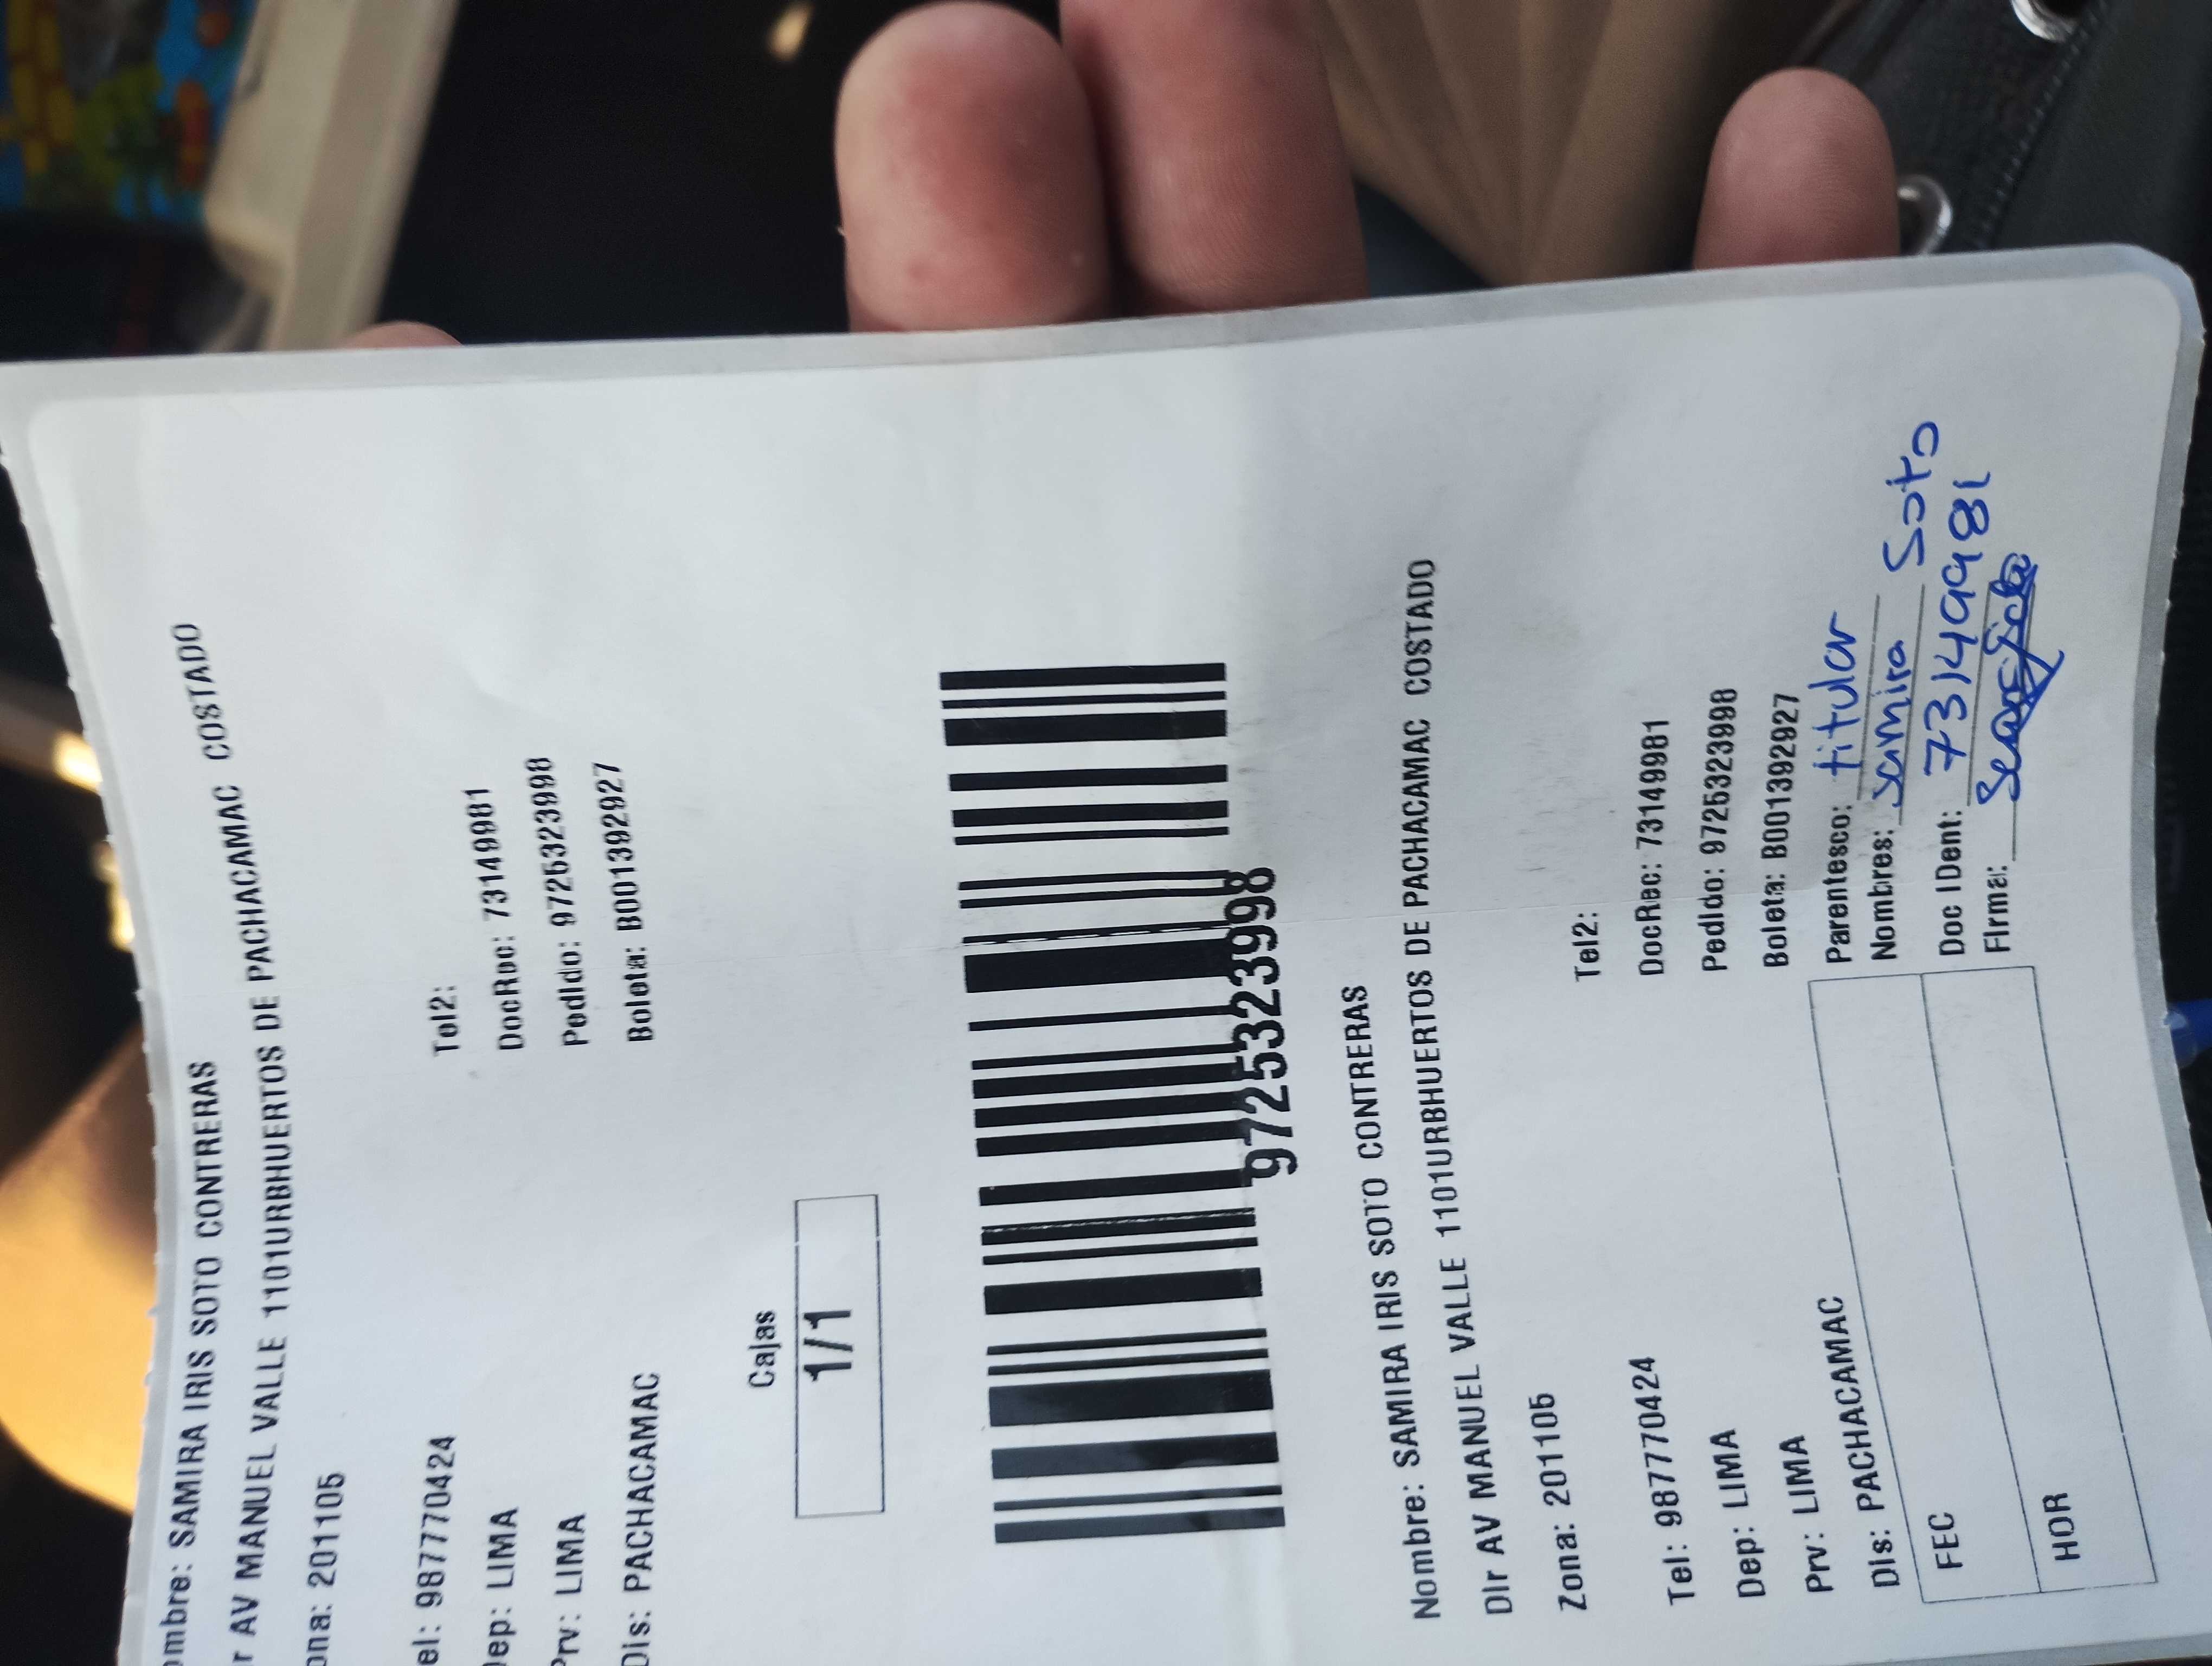 ombre: SAMIRA IRIS SOTO CONTRERAS
r AV MANUEL VALLE 1101URBHUERTOS DE PACHACAMAC COSTADO
ona: 201105
el: 987770424
Tel2:
DocRec: 73149981
ep: LIMA
Pedido: 9725323998
Prv: LIMA
Boleta: B001392927
Dis: PACHACAMAC
Cajas
1/1
9725323998
Nombre: SAMIRA IRIS SOTO CONTRERAS
Dir AV MANUEL VALLE 1101URBHUERTOS DE PACHACAMAC COSTADO
Zona: 201105
Tel2:
Tel: 987770424
DocRec: 73149981
Dep: LIMA
Pedido: 9725323998
Prv: LIMA
Boleta: B001392927
Dis: PACHACAMAC
Parentesco: titular
Nombres: samira Soto
FEC
Doc IDent: 73149981
Firma:
HOR